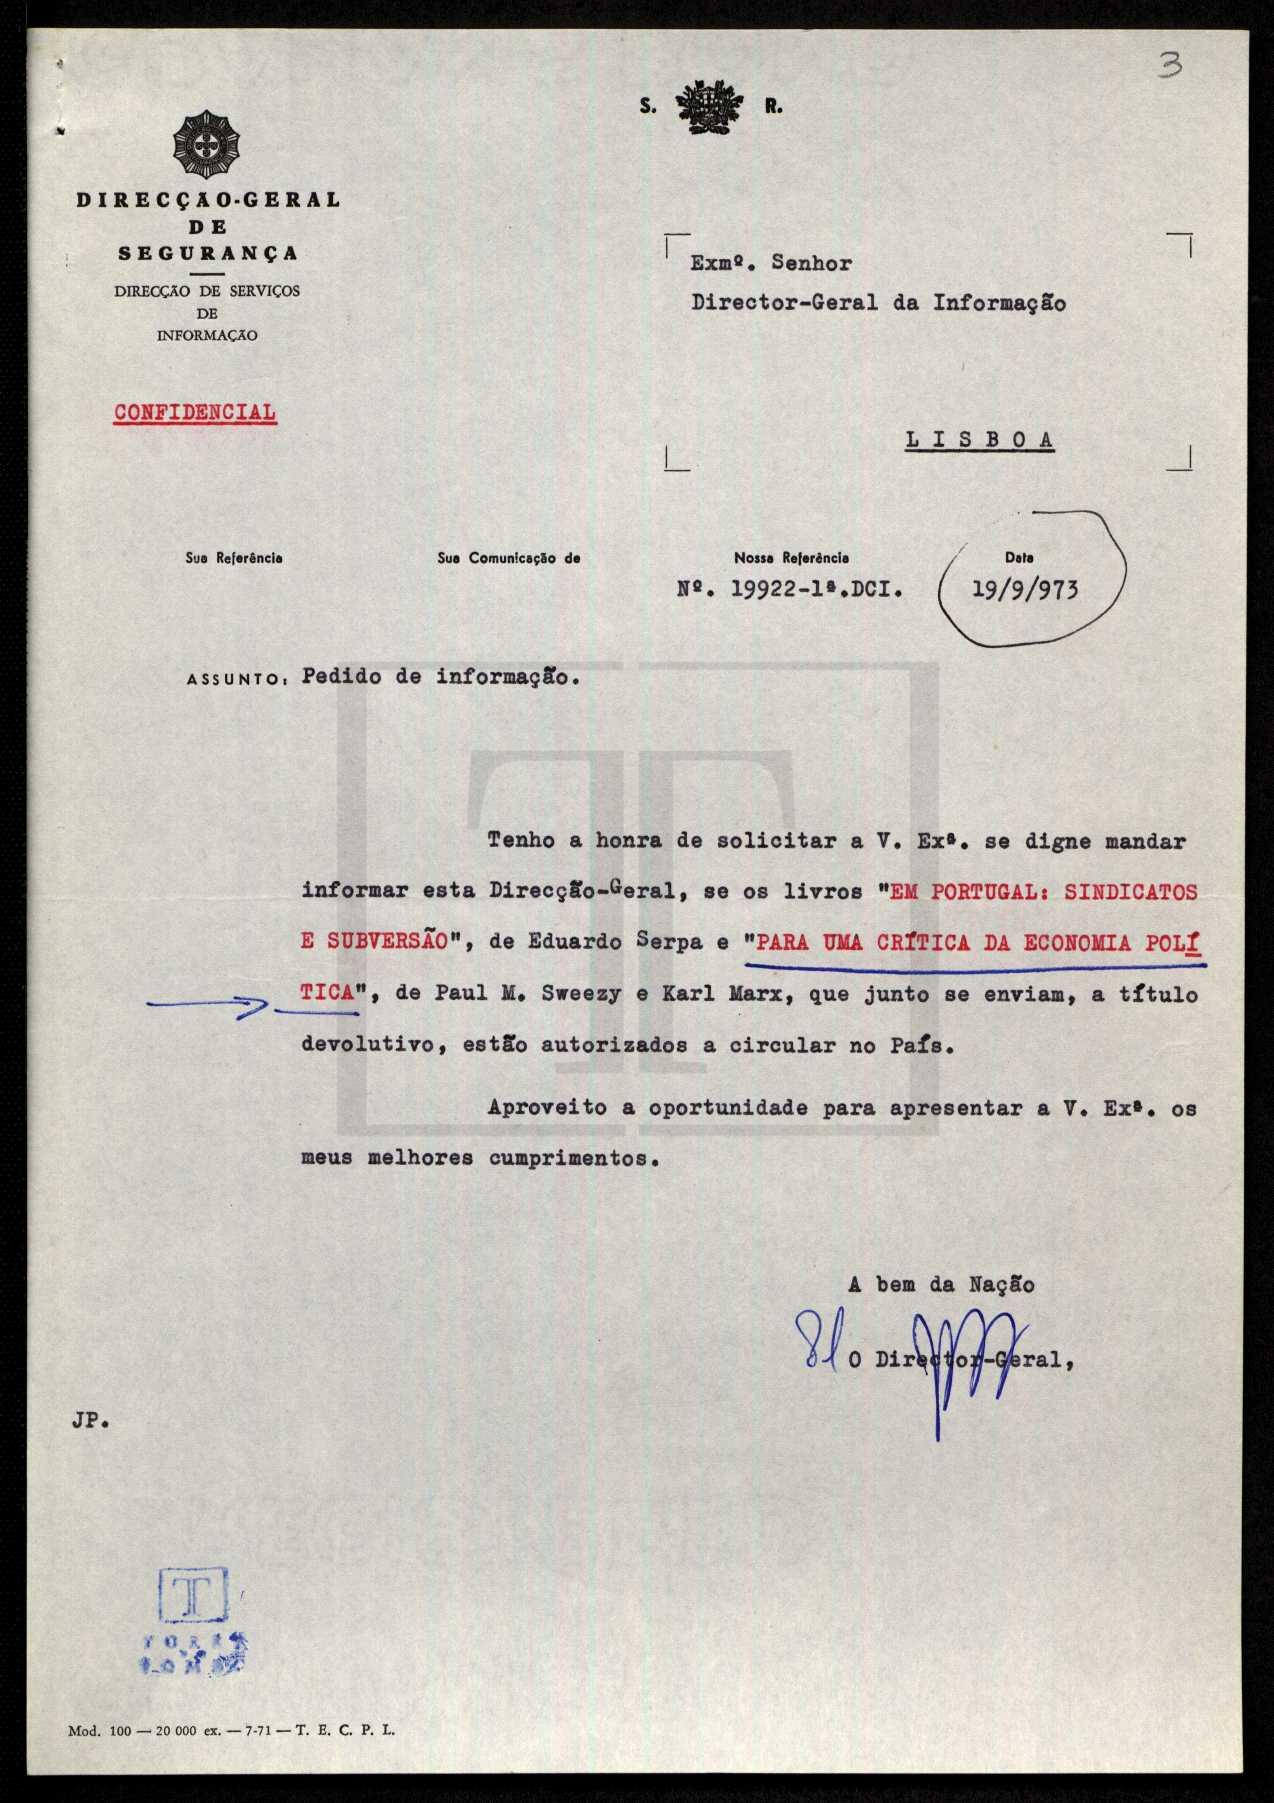 3
S. R.
DIRECÇÃO-GERAL
DE
SEGURANÇA
DIRECÇÃO DE SERVIÇOS
DE
INFORMAÇÃO
CONFIDENCIAL
Exmº. Senhor
Director-Geral da Informação
L I S B O A
Sua Referência Sua Comunicação de Nossa Referência Data
Nº. 19922-1ª.DCI. 19/9/973
ASSUNTO: Pedido de informação.
Tenho a honra de solicitar a V. Exª. se digne mandar
informar esta Direcção-Geral, se os livros "EM PORTUGAL: SINDICATOS
E SUBVERSÃO", de Eduardo Serpa e "PARA UMA CRÍTICA DA ECONOMIA POLÍ
TICA", de Paul M. Sweezy e Karl Marx, que junto se enviam, a título
devolutivo, estão autorizados a circular no País.
Aproveito a oportunidade para apresentar a V. Exª. os
meus melhores cumprimentos.
A bem da Nação
O Director-Geral,
JP.
T
TORRE
TOMBO
Mod. 100 — 20 000 ex. — 7-71 — T. E. C. P. L.